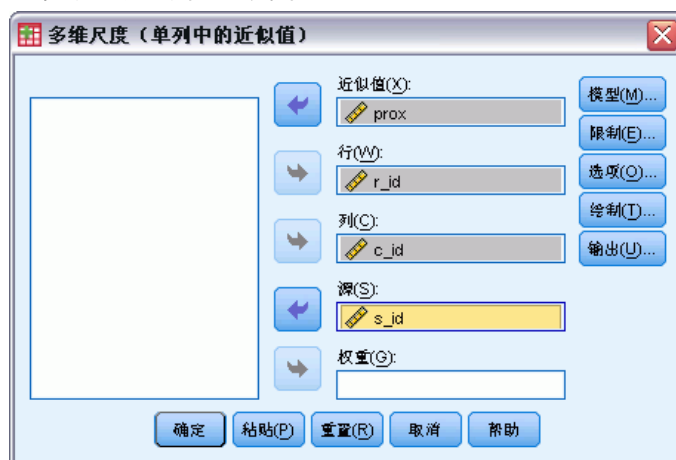 多维尺度（单列中的近似值）
近似值(X):
prox
行(W):
r_id
列(C):
c_id
源(S):
s_id
权重(G):
模型(M)...
限制(E)...
选项(O)...
绘制(T)...
输出(U)...
确定 粘贴(P) 重置(R) 取消 帮助